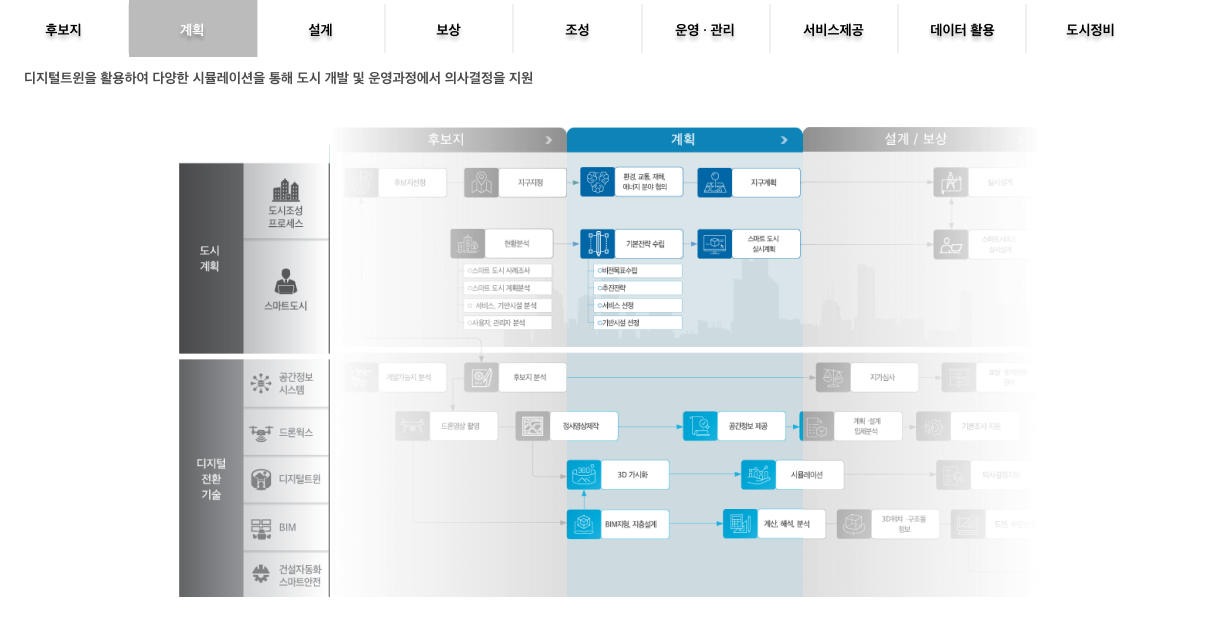 후보지
계획
설계
보상
조성
운영 · 관리
서비스제공
데이터 활용
도시정비
디지털트윈을 활용하여 다양한 시뮬레이션을 통해 도시 개발 및 운영과정에서 의사결정을 지원
후보지
계획
설계 / 보상
도시
계획
도시조성
프로세스
후보지선정
지구지정
환경, 교통, 재해,
에너지 분야 협의
지구계획
실시설계
스마트도시
현황분석
기본전략 수립
스마트 도시
실시계획
스마트서비스
실시설계
○스마트 도시 사례조사
○스마트 도시 계획분석
○ 서비스, 기반시설 분석
○사용자, 관리자 분석
○비전목표수립
○추진전략
○서비스 선정
○기반시설 선정
디지털
전환
기술
공간정보
시스템
개발가능지 분석
후보지 분석
지가심사
드론웍스
드론영상 촬영
정사영상제작
공간정보 제공
계획 ·설계
입체분석
기본조사 지원
디지털트윈
3D 가시화
시뮬레이션
의사결정지원
BIM
BIM지형, 지층설계
계산, 해석, 분석
3D위치 ·구조물
정보
건설자동화
스마트안전